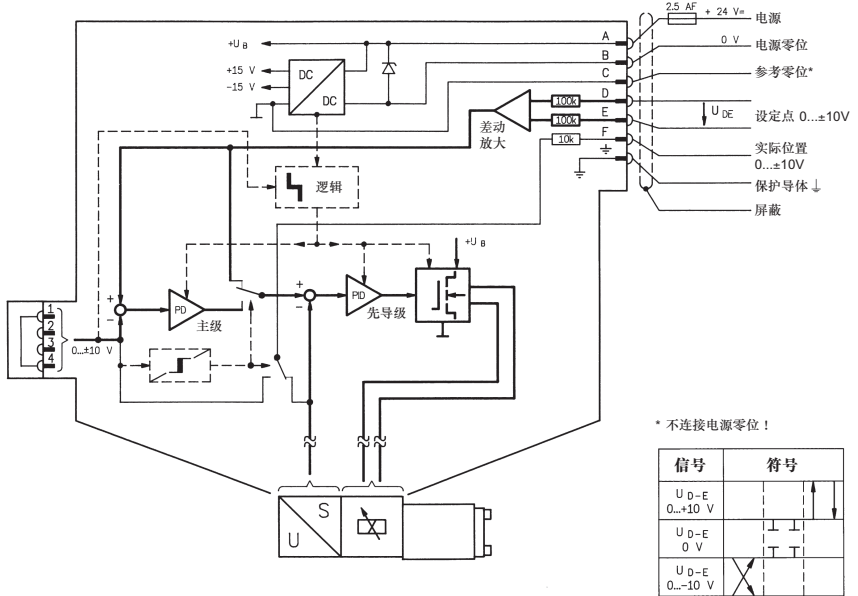 2.5 AF
+ 24 V=
电源
A
+U B
0 V
电源零位
B
+15 V
DC
C
参考零位*
-15 V
DC
D
100k
U DE
设定点 0...±10V
E
100k
差动
放大
F
10k
实际位置
0...±10V
保护导体
逻辑
屏蔽
+U B
+
+
PD
PID
-
-
主级
先导级
1
2
3
4
0...±10 V
* 不连接电源零位！
信号
符号
S
U
U D-E
0...+10 V
U D-E
0 V
U D-E
0...-10 V